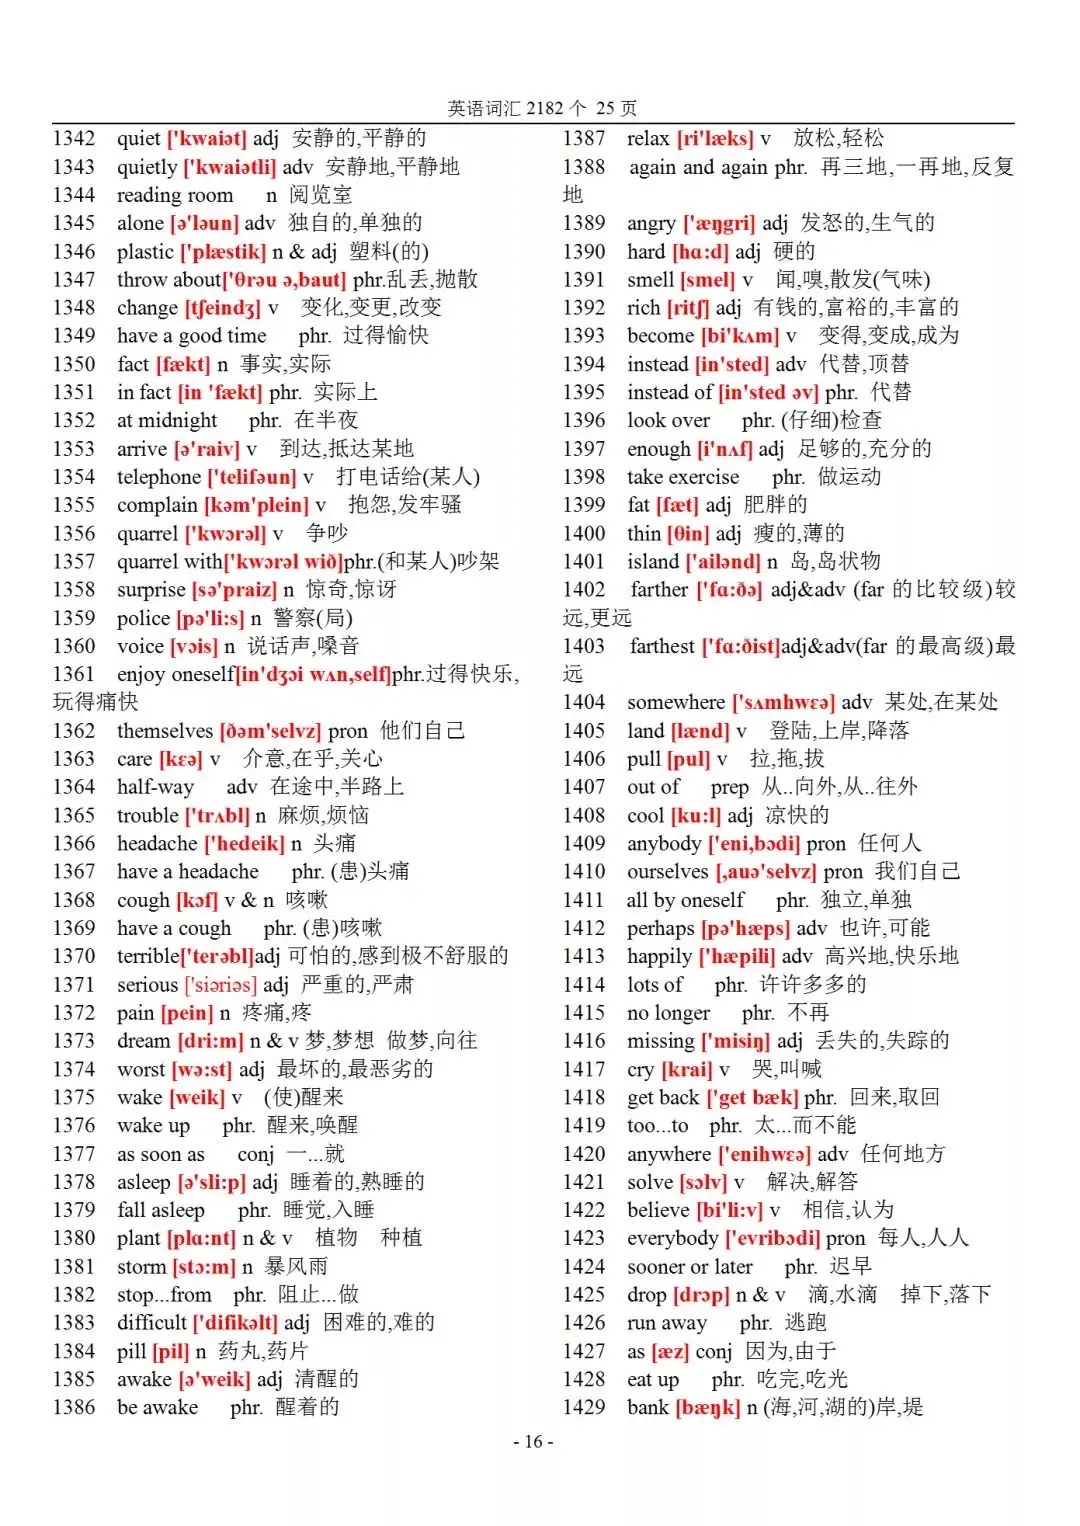 英语词汇 2182 个 25 页
1342 quiet ['kwaiət] adj 安静的,平静的
1343 quietly ['kwaiətli] adv 安静地,平静地
1344 reading room n 阅览室
1345 alone [ə'ləun] adv 独自的,单独的
1346 plastic ['plæstik] n & adj 塑料(的)
1347 throw about['θrəu ə,baut] phr.乱丢,抛散
1348 change [tʃeindʒ] v 变化,变更,改变
1349 have a good time phr. 过得愉快
1350 fact [fækt] n 事实,实际
1351 in fact [in 'fækt] phr. 实际上
1352 at midnight phr. 在半夜
1353 arrive [ə'raiv] v 到达,抵达某地
1354 telephone ['telifəun] v 打电话给(某人)
1355 complain [kəm'plein] v 抱怨,发牢骚
1356 quarrel ['kwɔrəl] v 争吵
1357 quarrel with['kwɔrəl wið]phr.(和某人)吵架
1358 surprise [sə'praiz] n 惊奇,惊讶
1359 police [pə'li:s] n 警察(局)
1360 voice [vɔis] n 说话声,嗓音
1361 enjoy oneself[in'dʒɔi wʌn,self]phr.过得快乐,
玩得痛快
1362 themselves [ðəm'selvz] pron 他们自己
1363 care [kɛə] v 介意,在乎,关心
1364 half-way adv 在途中,半路上
1365 trouble ['trʌbl] n 麻烦,烦恼
1366 headache ['hedeik] n 头痛
1367 have a headache phr. (患)头痛
1368 cough [kɔf] v & n 咳嗽
1369 have a cough phr. (患)咳嗽
1370 terrible['terəbl]adj 可怕的,感到极不舒服的
1371 serious ['siəriəs] adj 严重的,严肃
1372 pain [pein] n 疼痛,疼
1373 dream [dri:m] n & v 梦,梦想 做梦,向往
1374 worst [wə:st] adj 最坏的,最恶劣的
1375 wake [weik] v (使)醒来
1376 wake up phr. 醒来,唤醒
1377 as soon as conj 一...就
1378 asleep [ə'sli:p] adj 睡着的,熟睡的
1379 fall asleep phr. 睡觉,入睡
1380 plant [plɑ:nt] n & v 植物 种植
1381 storm [stɔ:m] n 暴风雨
1382 stop...from phr. 阻止...做
1383 difficult ['difikəlt] adj 困难的,难的
1384 pill [pil] n 药丸,药片
1385 awake [ə'weik] adj 清醒的
1386 be awake phr. 醒着的
1387 relax [ri'læks] v 放松,轻松
1388 again and again phr. 再三地,一再地,反复
地
1389 angry ['æŋgri] adj 发怒的,生气的
1390 hard [hɑ:d] adj 硬的
1391 smell [smel] v 闻,嗅,散发(气味)
1392 rich [ritʃ] adj 有钱的,富裕的,丰富的
1393 become [bi'kʌm] v 变得,变成,成为
1394 instead [in'sted] adv 代替,顶替
1395 instead of [in'sted əv] phr. 代替
1396 look over phr. (仔细)检查
1397 enough [i'nʌf] adj 足够的,充分的
1398 take exercise phr. 做运动
1399 fat [fæt] adj 肥胖的
1400 thin [θin] adj 瘦的,薄的
1401 island ['ailənd] n 岛,岛状物
1402 farther ['fɑ:ðə] adj&adv (far 的比较级)较
远,更远
1403 farthest ['fɑ:ðist]adj&adv(far 的最高级)最
远
1404 somewhere ['sʌmhwɛə] adv 某处,在某处
1405 land [lænd] v 登陆,上岸,降落
1406 pull [pul] v 拉,拖,拔
1407 out of prep 从..向外,从..往外
1408 cool [ku:l] adj 凉快的
1409 anybody ['eni,bɔdi] pron 任何人
1410 ourselves [,auə'selvz] pron 我们自己
1411 all by oneself phr. 独立,单独
1412 perhaps [pə'hæps] adv 也许,可能
1413 happily ['hæpili] adv 高兴地,快乐地
1414 lots of phr. 许许多多的
1415 no longer phr. 不再
1416 missing ['misiŋ] adj 丢失的,失踪的
1417 cry [krai] v 哭,叫喊
1418 get back ['get bæk] phr. 回来,取回
1419 too...to phr. 太...而不能
1420 anywhere ['enihwɛə] adv 任何地方
1421 solve [sɔlv] v 解决,解答
1422 believe [bi'li:v] v 相信,认为
1423 everybody ['evribɔdi] pron 每人,人人
1424 sooner or later phr. 迟早
1425 drop [drɔp] n & v 滴,水滴 掉下,落下
1426 run away phr. 逃跑
1427 as [æz] conj 因为,由于
1428 eat up phr. 吃完,吃光
1429 bank [bæŋk] n (海,河,湖的)岸,堤
- 16 -